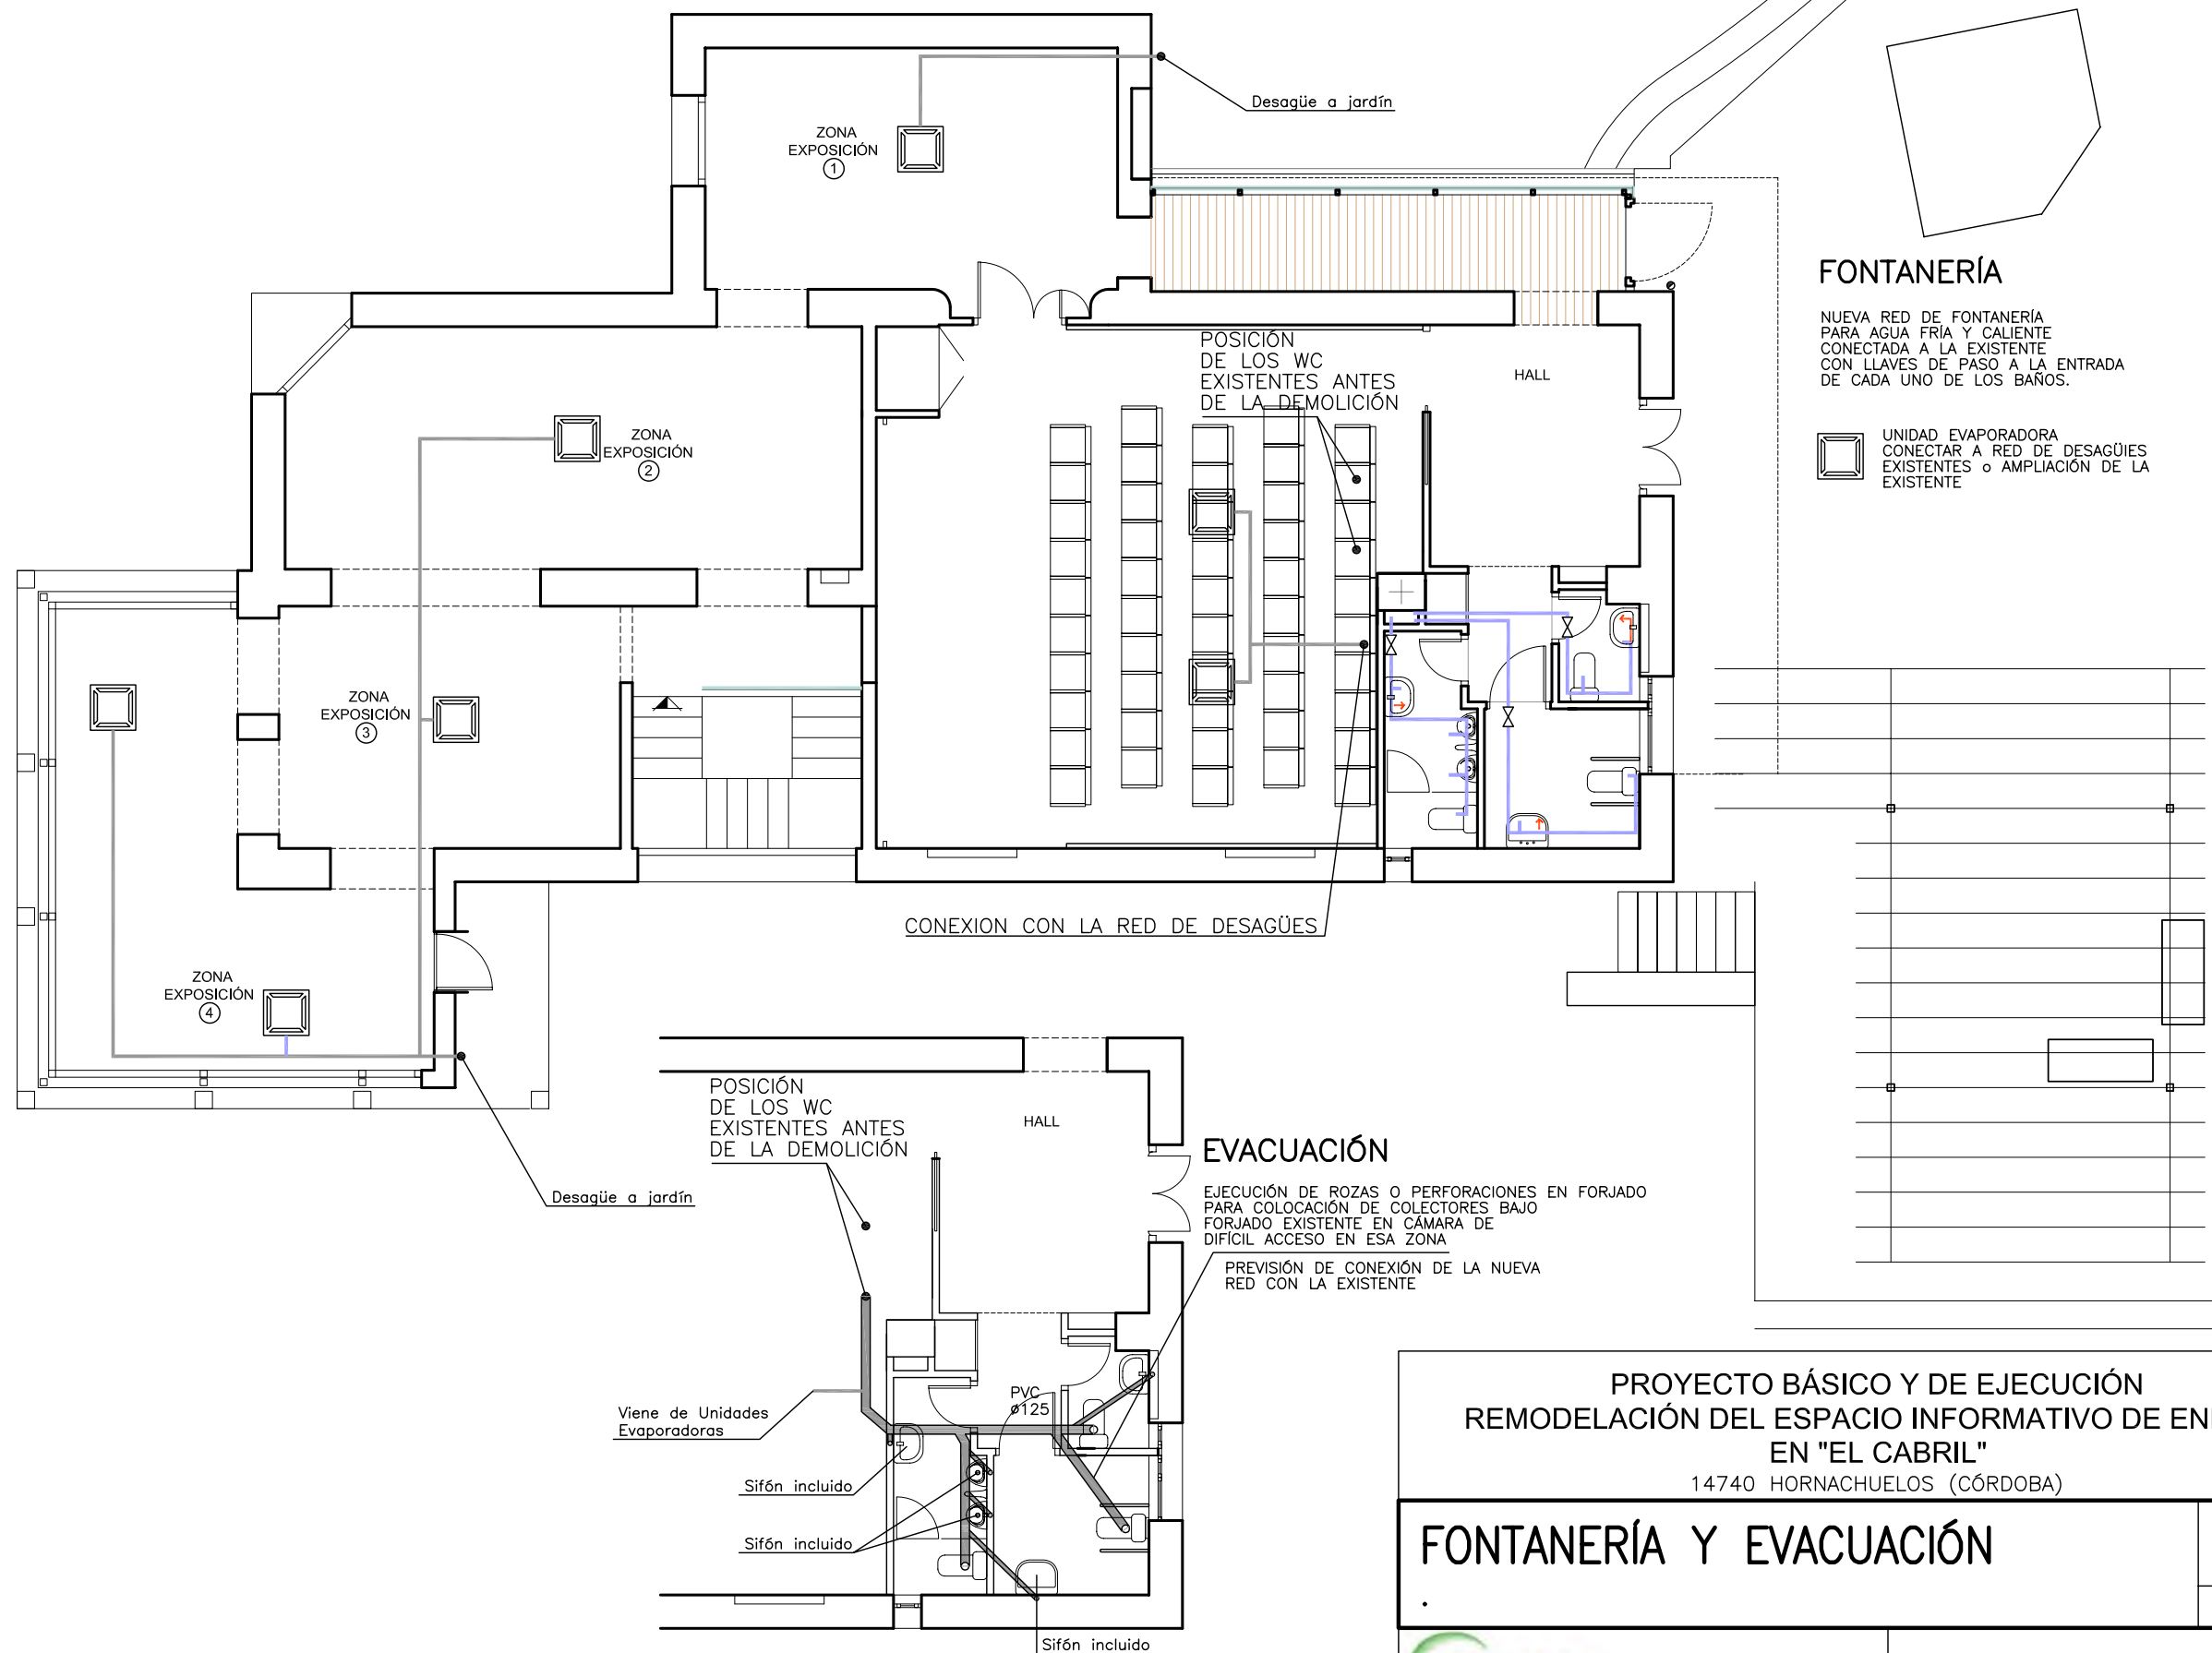 Desagüe a jardín
ZONA
EXPOSICIÓN
1
FONTANERÍA
NUEVA RED DE FONTANERÍA
PARA AGUA FRÍA Y CALIENTE
CONECTADA A LA EXISTENTE
CON LLAVES DE PASO A LA ENTRADA
DE CADA UNO DE LOS BAÑOS.
UNIDAD EVAPORADORA
CONECTAR A RED DE DESAGÜIES
EXISTENTES o AMPLIACIÓN DE LA
EXISTENTE
POSICIÓN
DE LOS WC
EXISTENTES ANTES
DE LA DEMOLICIÓN
HALL
ZONA
EXPOSICIÓN
2
ZONA
EXPOSICIÓN
3
CONEXION CON LA RED DE DESAGÜES
ZONA
EXPOSICIÓN
4
Desagüe a jardín
POSICIÓN
DE LOS WC
EXISTENTES ANTES
DE LA DEMOLICIÓN
HALL
EVACUACIÓN
EJECUCIÓN DE ROZAS O PERFORACIONES EN FORJADO
PARA COLOCACIÓN DE COLECTORES BAJO
FORJADO EXISTENTE EN CÁMARA DE
DIFÍCIL ACCESO EN ESA ZONA
PREVISIÓN DE CONEXIÓN DE LA NUEVA
RED CON LA EXISTENTE
PVC
ø125
Viene de Unidades
Evaporadoras
Sifón incluido
Sifón incluido
Sifón incluido
PROYECTO BÁSICO Y DE EJECUCIÓN
REMODELACIÓN DEL ESPACIO INFORMATIVO DE
EN "EL CABRIL"
14740 HORNACHUELOS (CÓRDOBA)
FONTANERÍA Y EVACUACIÓN
.